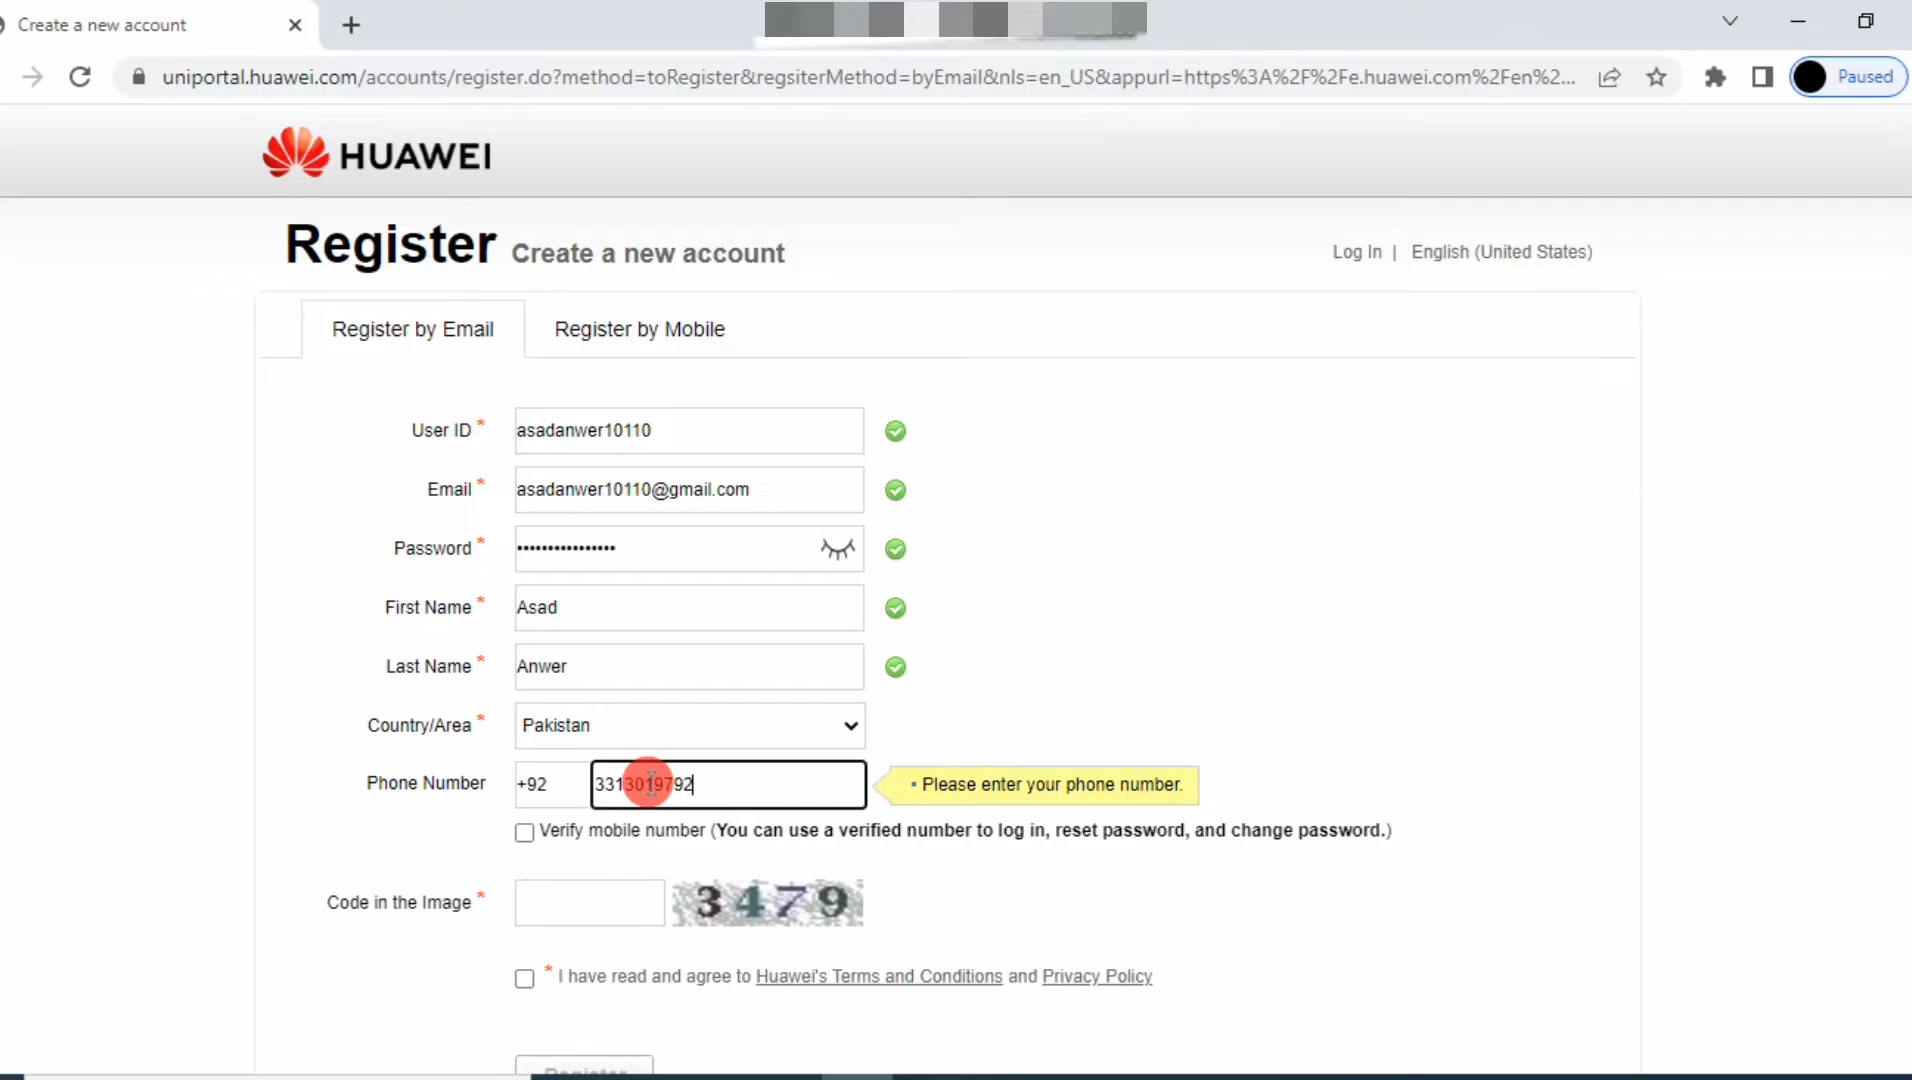 Create a new account
uniportal.huawei.com/accounts/register.do?method=toRegister&regsiterMethod=byEmail&nls=en_US&appurl=https%3A%2F%2Fe.huawei.com%2Fen%2...
Paused
HUAWEI
Register Create a new account
Log In | English (United States)
Register by Email
Register by Mobile
User ID * asadanwer10110
Email * asadanwer10110@gmail.com
Password * ••••••••••••••••
First Name * Asad
Last Name * Anwer
Country/Area * Pakistan
Phone Number +92 3313019792 Please enter your phone number.
Verify mobile number (You can use a verified number to log in, reset password, and change password.)
Code in the Image * 3479
* I have read and agree to Huawei's Terms and Conditions and Privacy Policy
Register